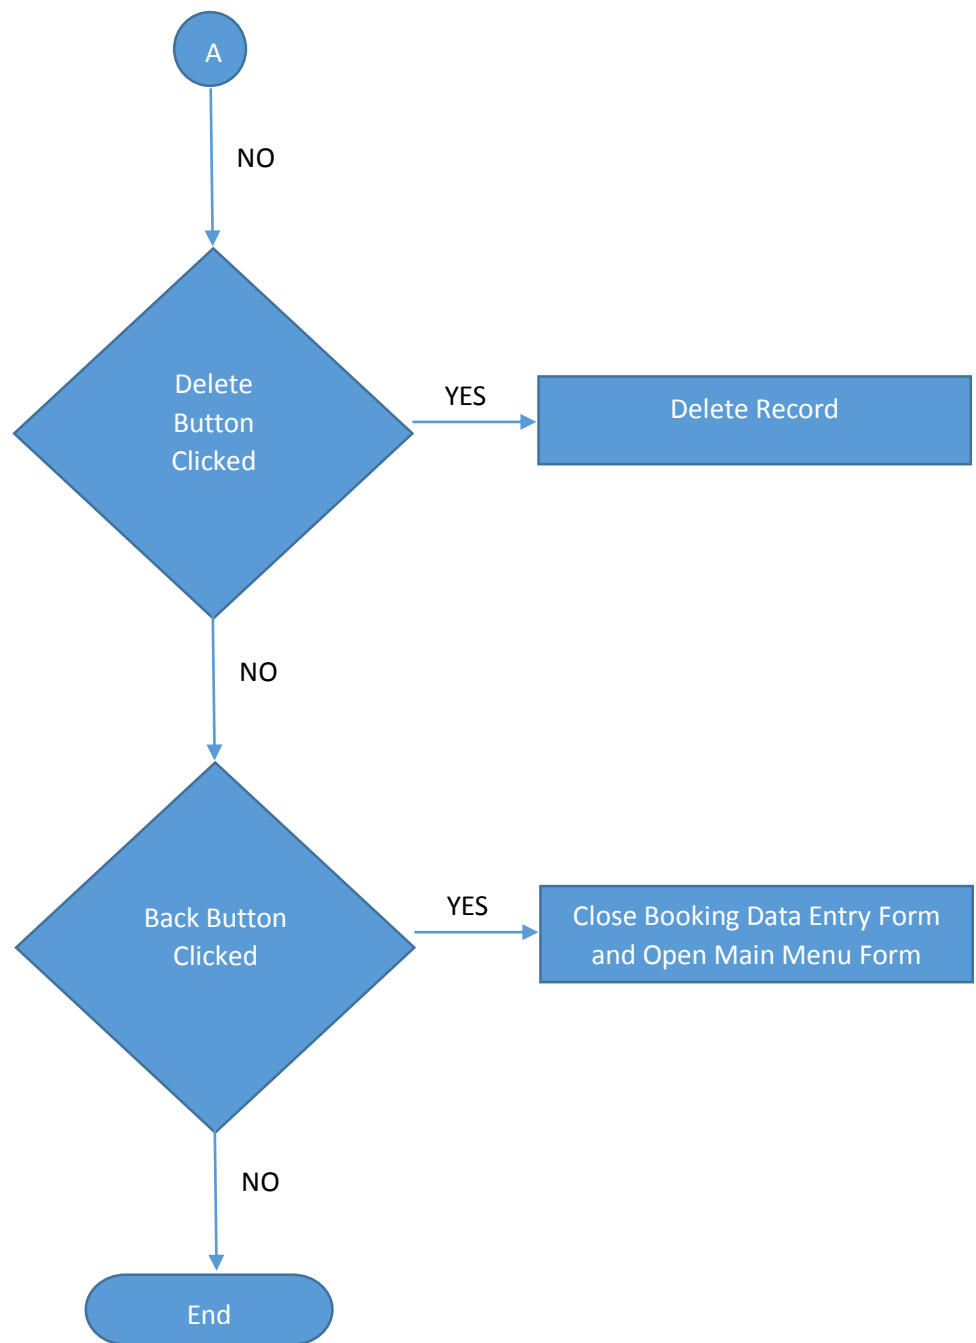 A
NO
Delete
Button
Clicked
YES
Delete Record
NO
Back Button
Clicked
YES
Close Booking Data Entry Form
and Open Main Menu Form
NO
End